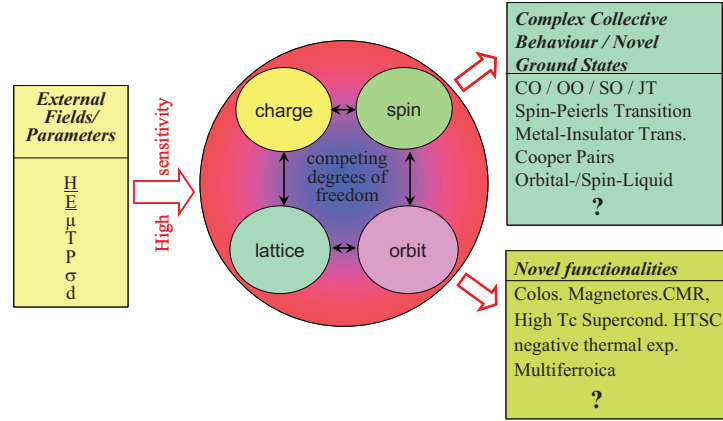 External
Fields/
Parameters
H
E
μ
T
P
σ
d
High sensitivity
charge
spin
competing
degrees of
freedom
lattice
orbit
Complex Collective
Behaviour / Novel
Ground States
CO / OO / SO / JT
Spin-Peierls Transition
Metal-Insulator Trans.
Cooper Pairs
Orbital-/Spin-Liquid
?
Novel functionalities
Colos. Magnetores.CMR,
High Tc Supercond. HTSC
negative thermal exp.
Multiferroica
?